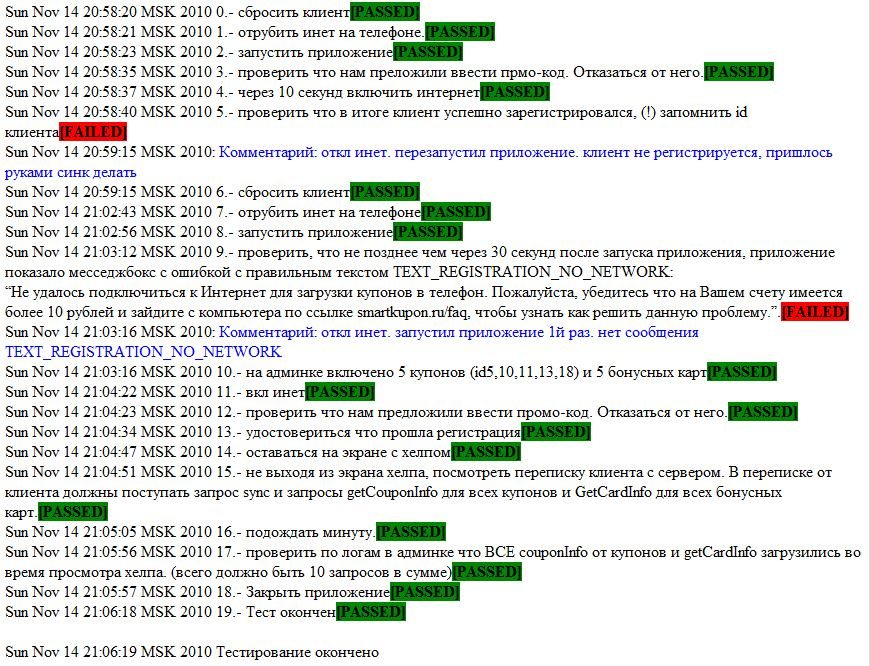 Sun Nov 14 20:58:20 MSK 2010 0.- сбросить клиент[PASSED]
Sun Nov 14 20:58:21 MSK 2010 1.- отрубить инет на телефоне.[PASSED]
Sun Nov 14 20:58:23 MSK 2010 2.- запустить приложение[PASSED]
Sun Nov 14 20:58:35 MSK 2010 3.- проверить что нам преложили ввести прмо-код. Отказаться от него.[PASSED]
Sun Nov 14 20:58:37 MSK 2010 4.- через 10 секунд включить интернет[PASSED]
Sun Nov 14 20:58:40 MSK 2010 5.- проверить что в итоге клиент успешно зарегистрировался, (!) запомнить id
клиента[FAILED]
Sun Nov 14 20:59:15 MSK 2010: Комментарий: откл инет. перезапустил приложение. клиент не регистрируется, пришлось
руками синк делать
Sun Nov 14 20:59:15 MSK 2010 6.- сбросить клиент[PASSED]
Sun Nov 14 21:02:43 MSK 2010 7.- отрубить инет на телефоне[PASSED]
Sun Nov 14 21:02:56 MSK 2010 8.- запустить приложение[PASSED]
Sun Nov 14 21:03:12 MSK 2010 9.- проверить, что не позднее чем через 30 секунд после запуска приложения, приложение
показало месседжбокс с ошибкой с правильным текстом TEXT_REGISTRATION_NO_NETWORK:
“Не удалось подключиться к Интернет для загрузки купонов в телефон. Пожалуйста, убедитесь что на Вашем счету имеется
более 10 рублей и зайдите с компьютера по ссылке smartkupon.ru/faq, чтобы узнать как решить данную проблему.”.[FAILED]
Sun Nov 14 21:03:16 MSK 2010: Комментарий: откл инет. запустил приложение 1й раз. нет сообщения
TEXT_REGISTRATION_NO_NETWORK
Sun Nov 14 21:03:16 MSK 2010 10.- на админке включено 5 купонов (id5,10,11,13,18) и 5 бонусных карт[PASSED]
Sun Nov 14 21:04:22 MSK 2010 11.- вкл инет[PASSED]
Sun Nov 14 21:04:23 MSK 2010 12.- проверить что нам предложили ввести промо-код. Отказаться от него.[PASSED]
Sun Nov 14 21:04:34 MSK 2010 13.- удостовериться что прошла регистрация[PASSED]
Sun Nov 14 21:04:47 MSK 2010 14.- оставаться на экране с хелпом[PASSED]
Sun Nov 14 21:04:51 MSK 2010 15.- не выходя из экрана хелпа, посмотреть переписку клиента с сервером. В переписке от
клиента должны поступать запрос sync и запросы getCouponInfo для всех купонов и GetCardInfo для всех бонусных
карт.[PASSED]
Sun Nov 14 21:05:05 MSK 2010 16.- подождать минуту.[PASSED]
Sun Nov 14 21:05:56 MSK 2010 17.- проверить по логам в админке что ВСЕ couponInfo от купонов и getCardInfo загрузились во
время просмотра хелпа. (всего должно быть 10 запросов в сумме)[PASSED]
Sun Nov 14 21:05:57 MSK 2010 18.- Закрыть приложение[PASSED]
Sun Nov 14 21:06:18 MSK 2010 19.- Тест окончен[PASSED]
Sun Nov 14 21:06:19 MSK 2010 Тестирование окончено